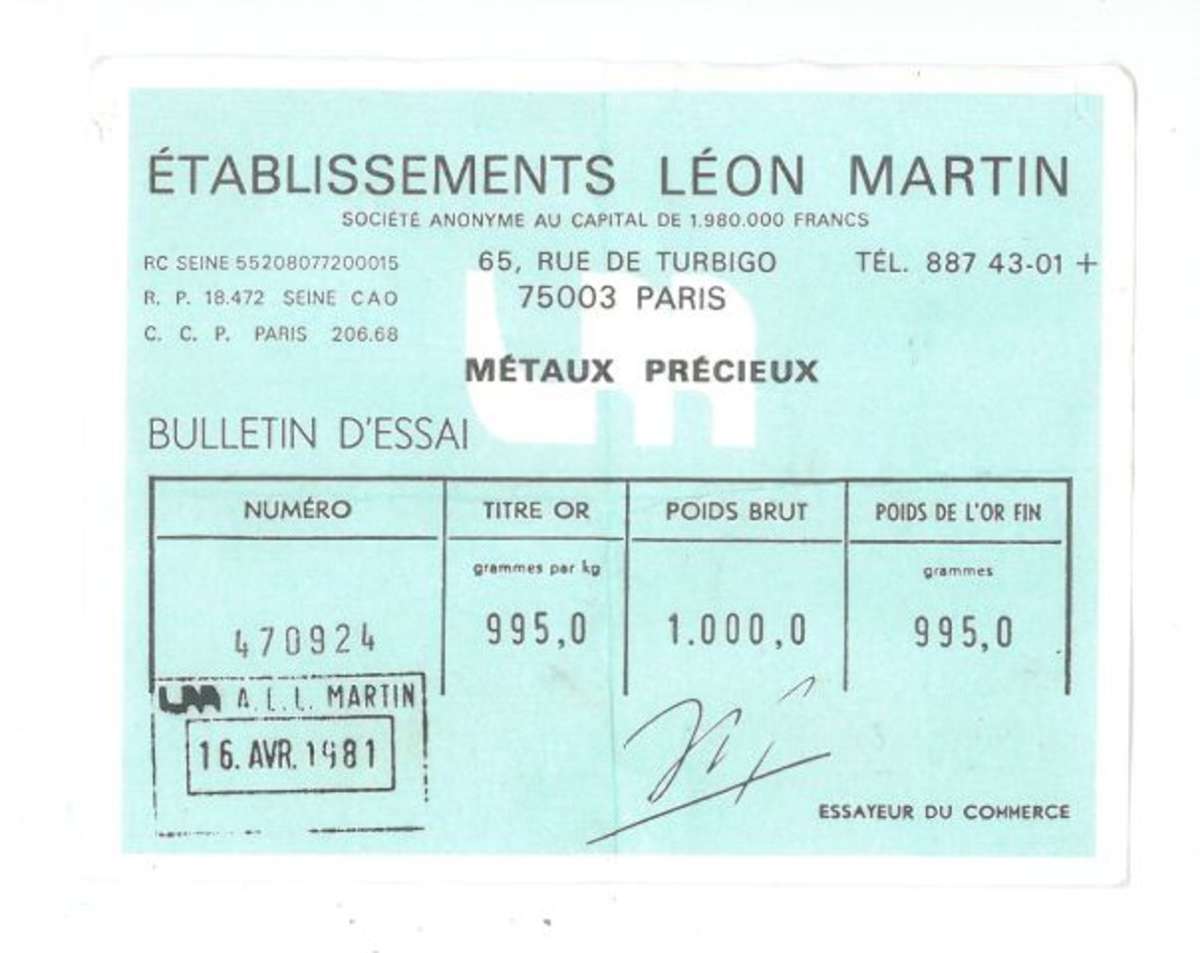 ÉTABLISSEMENTS LÉON MARTIN
SOCIÉTÉ ANONYME AU CAPITAL DE 1.980.000 FRANCS
RC SEINE 55208077200015
R. P. 18.472 SEINE CAO
C. C. P. PARIS 206.68
65, RUE DE TURBIGO
75003 PARIS
TÉL. 887 43-01 +
MÉTAUX PRÉCIEUX
BULLETIN D'ESSAI
NUMÉRO TITRE OR POIDS BRUT POIDS DE L'OR FIN
grammes par kg grammes
470924 995,0 1.000,0 995,0
LM A.L.L. MARTIN
16. AVR. 1981
ESSAYEUR DU COMMERCE